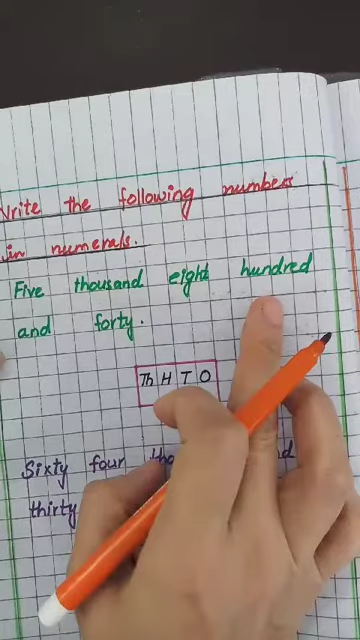 Write the following numbers
in numerals.
Five thousand eight hundred
and forty.
Th H T O
Sixty four
thirty